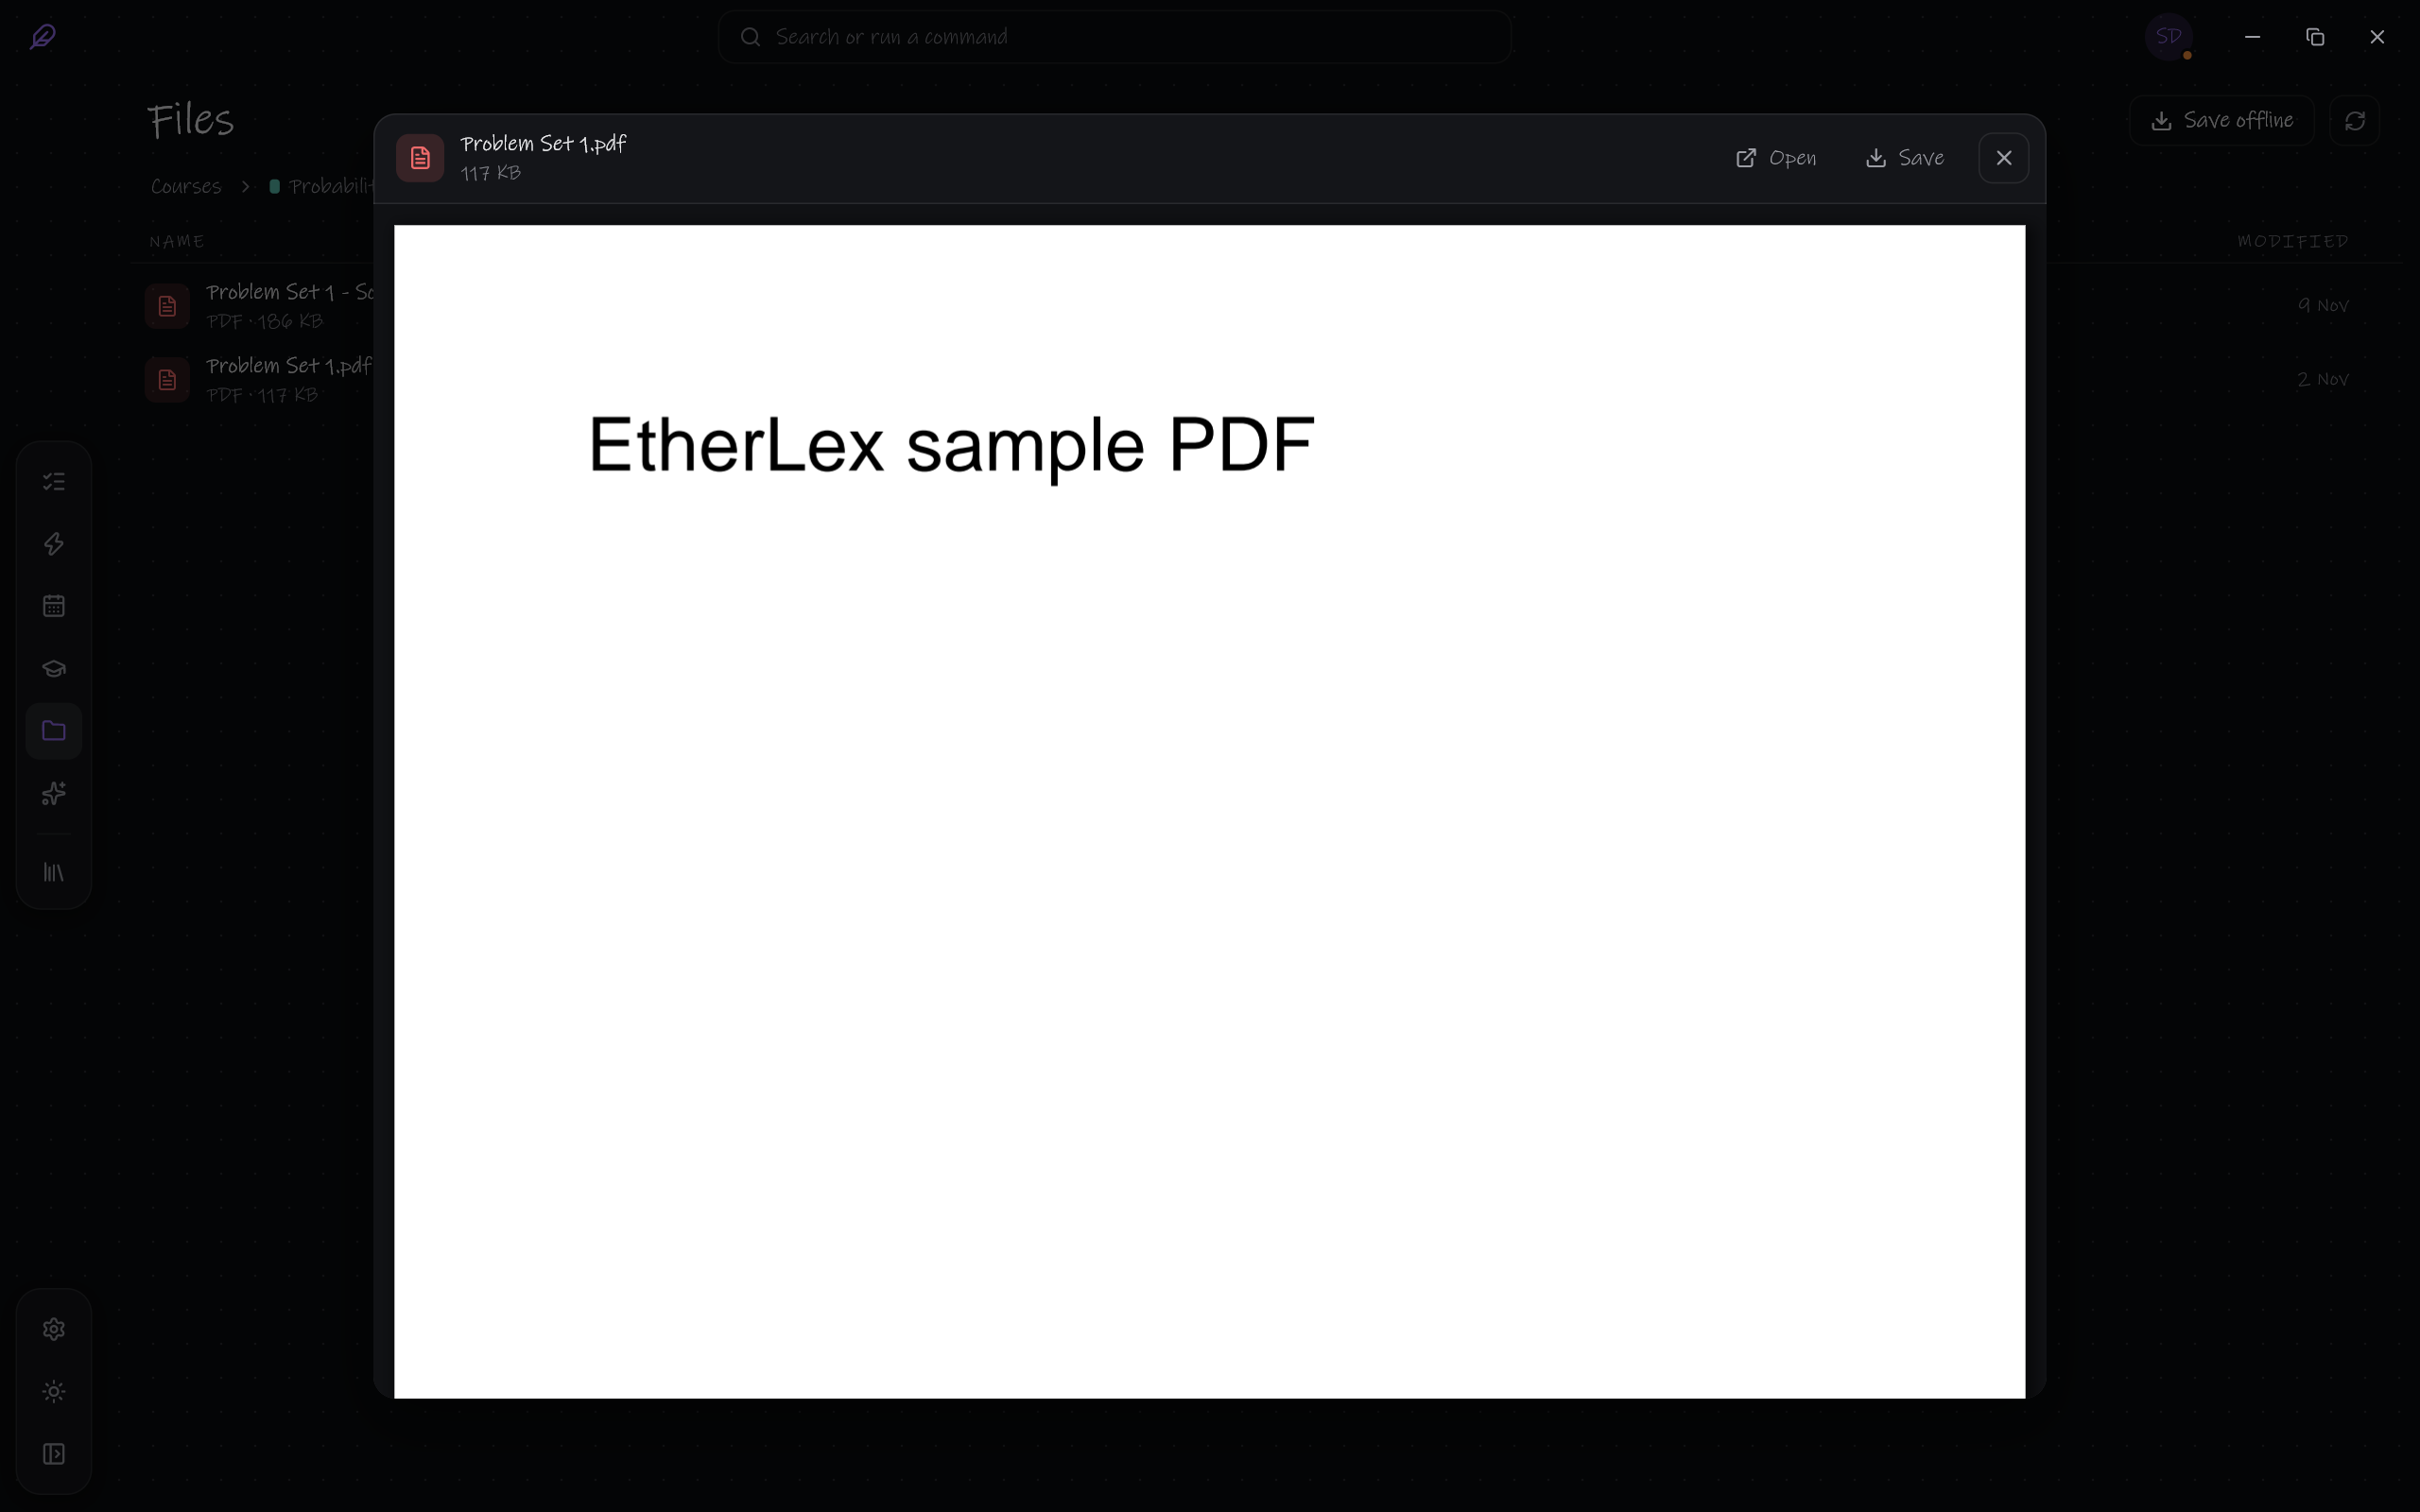 Search or run a command
SD
Files
Save offline
Problem Set 1.pdf
117 KB
Open
Save
Courses
NAME
MODIFIED
Problem Set 1 -
PDF · 186 KB
9 Nov
Problem Set 1.pdf
PDF · 117 KB
2 Nov
EtherLex sample PDF